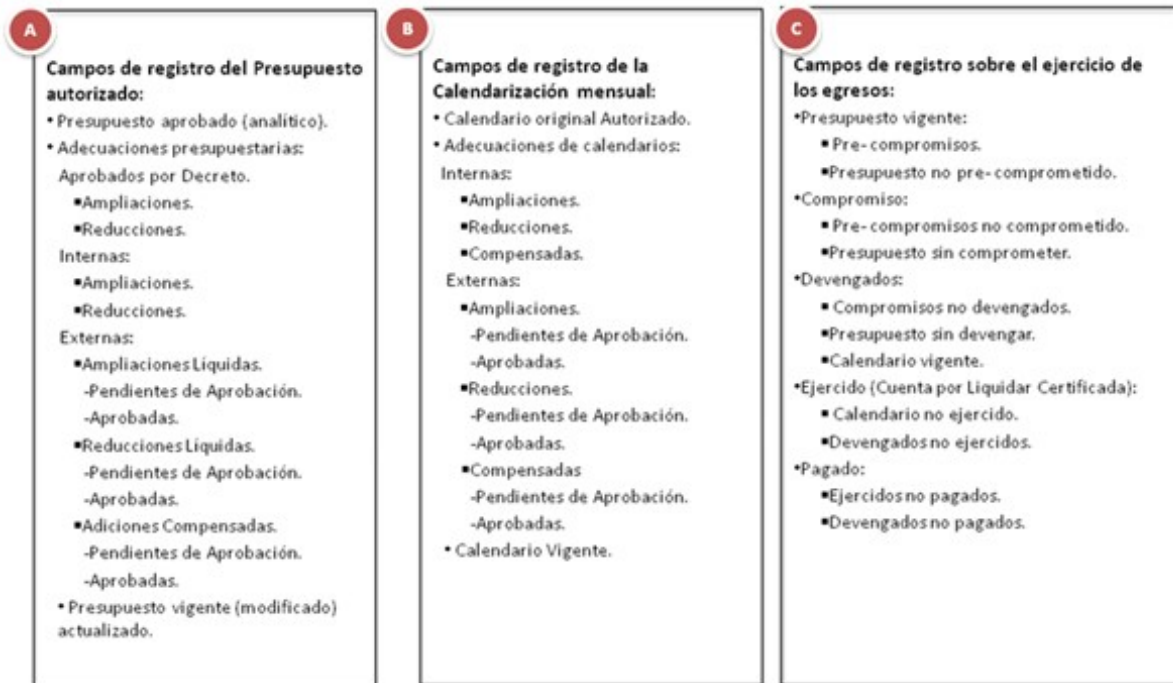 A
Campos de registro del Presupuesto
autorizado:
• Presupuesto aprobado (analítico).
• Adecuaciones presupuestarias:
Aprobados por Decreto.
▪Ampliaciones.
▪Reducciones.
Internas:
▪Ampliaciones.
▪Reducciones.
Externas:
▪Ampliaciones Líquidas.
-Pendientes de Aprobación.
-Aprobadas.
▪Reducciones Líquidas.
-Pendientes de Aprobación.
-Aprobadas.
▪Adiciones Compensadas.
-Pendientes de Aprobación.
-Aprobadas.
• Presupuesto vigente (modificado)
actualizado.
B
Campos de registro de la
Calendarización mensual:
• Calendario original Autorizado.
• Adecuaciones de calendarios:
Internas:
▪Ampliaciones.
▪Reducciones.
▪Compensadas.
Externas:
▪Ampliaciones.
-Pendientes de Aprobación.
-Aprobadas.
▪Reducciones.
-Pendientes de Aprobación.
-Aprobadas.
▪Compensadas
-Pendientes de Aprobación.
-Aprobadas.
• Calendario Vigente.
C
Campos de registro sobre el ejercicio de
los egresos:
•Presupuesto vigente:
▪ Pre- compromisos.
▪Presupuesto no pre- comprometido.
•Compromiso:
▪ Pre- compromisos no comprometido.
▪Presupuesto sin comprometer.
•Devengados:
▪ Compromisos no devengados.
▪Presupuesto sin devengar.
▪Calendario vigente.
•Ejercido (Cuenta por Liquidar Certificada):
▪ Calendario no ejercido.
▪Devengados no ejercidos.
•Pagado:
▪Ejercidos no pagados.
▪Devengados no pagados.